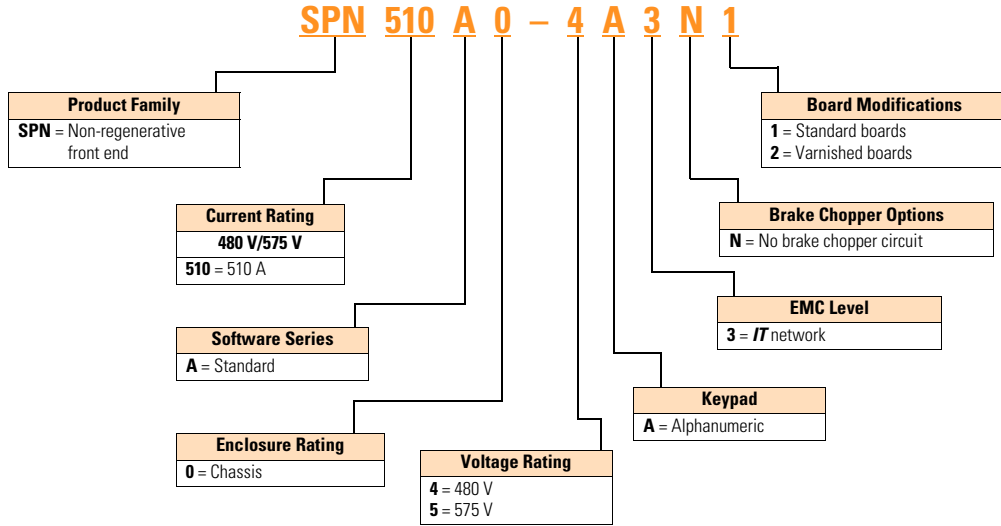 SPN 510 A 0 – 4 A 3 N 1
Product Family
SPN = Non-regenerative
front end
Board Modifications
1 = Standard boards
2 = Varnished boards
Current Rating
480 V/575 V
510 = 510 A
Brake Chopper Options
N = No brake chopper circuit
EMC Level
3 = IT network
Software Series
A = Standard
Keypad
A = Alphanumeric
Enclosure Rating
0 = Chassis
Voltage Rating
4 = 480 V
5 = 575 V